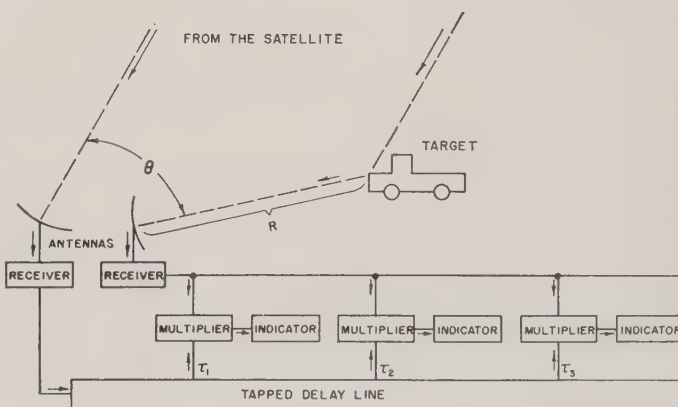 FROM THE SATELLITE
TARGET
θ
R
ANTENNAS
RECEIVER RECEIVER
MULTIPLIER INDICATOR MULTIPLIER INDICATOR MULTIPLIER INDICATOR
τ₁ τ₂ τ₃
TAPPED DELAY LINE